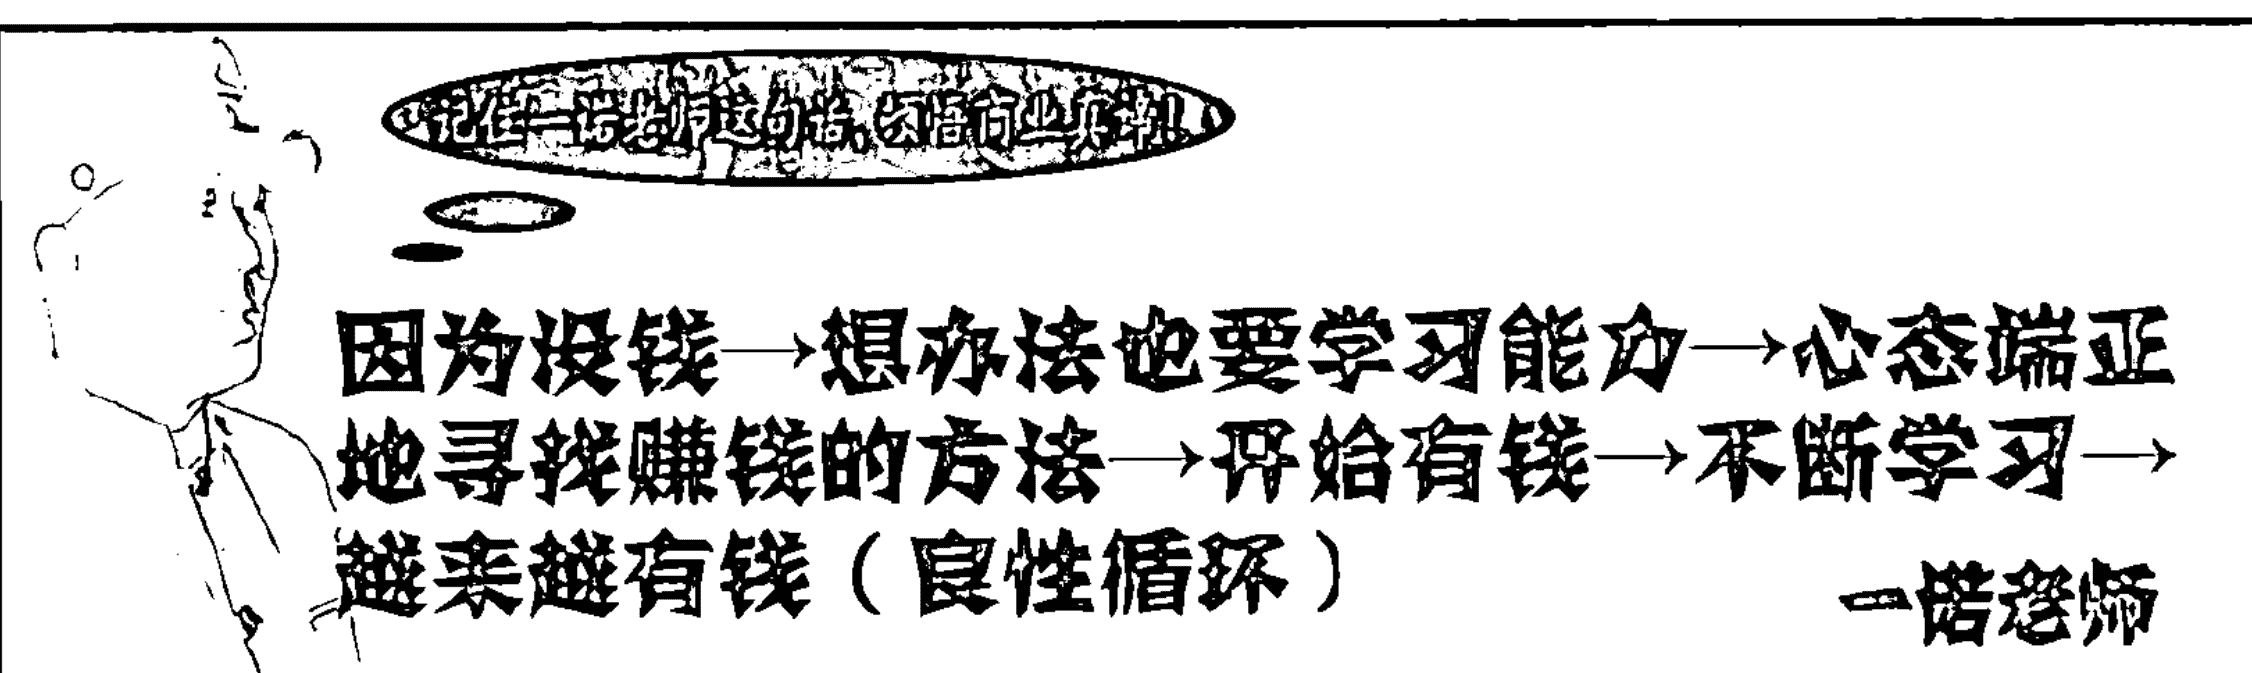 记住一诺老师这句话,领悟商业真谛!
因为没钱→想办法也要学习能力→心态端正
地寻找赚钱的方法→开始有钱→不断学习→
越来越有钱(良性循环)
一诺老师